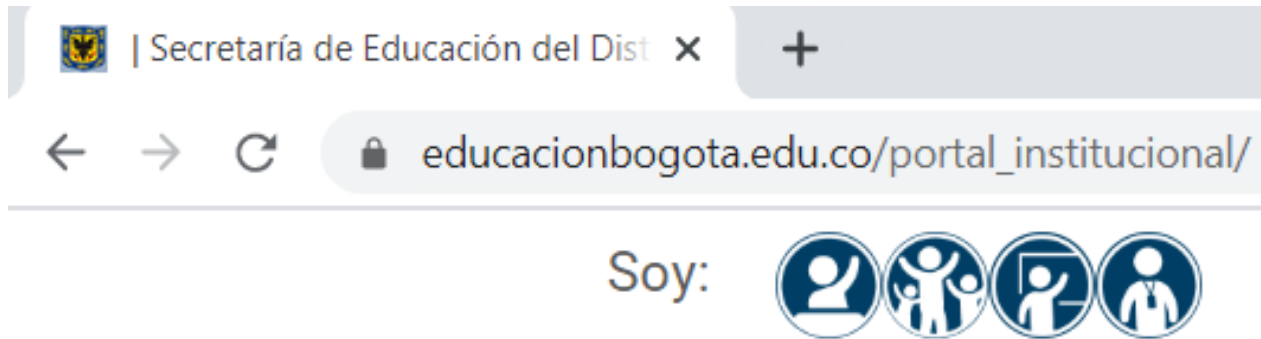 | Secretaría de Educación del Dist
educacionbogota.edu.co/portal_institucional/
Soy: